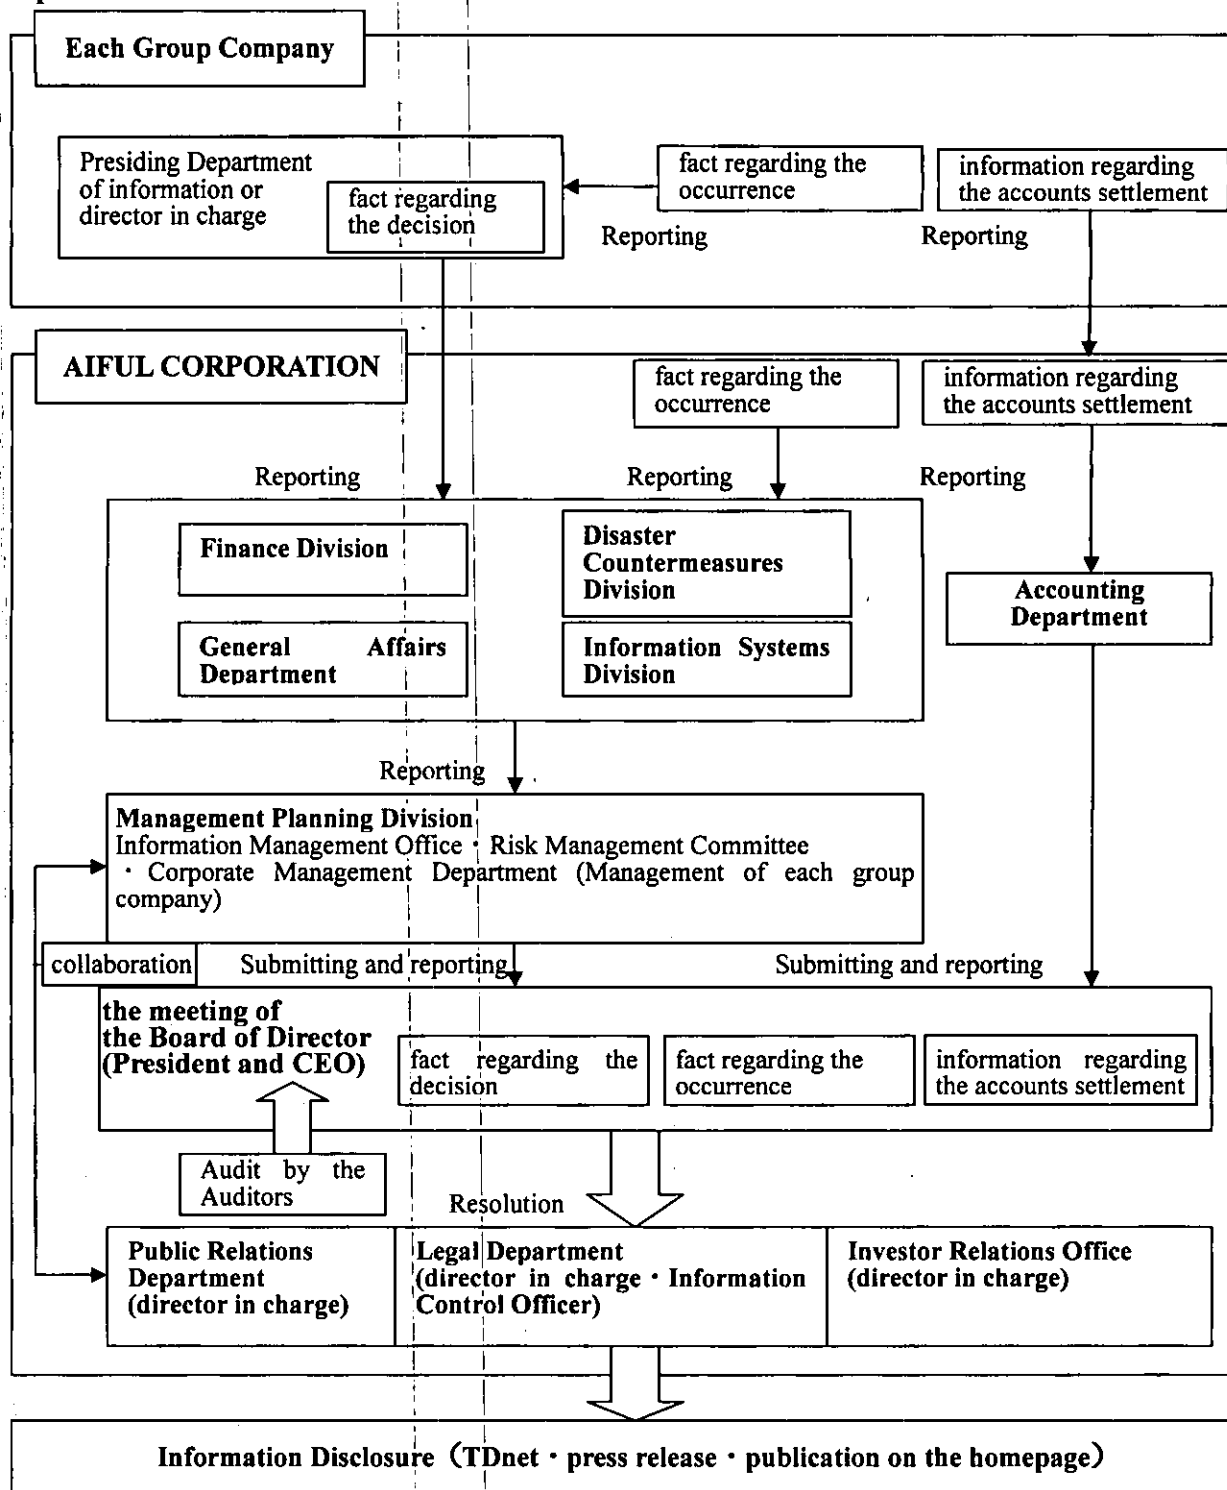 Each Group Company
Presiding Department
of information or
director in charge
fact regarding
the decision
fact regarding the
occurrence
information regarding
the accounts settlement
Reporting
Reporting
AIFUL CORPORATION
fact regarding the
occurrence
information regarding
the accounts settlement
Reporting
Reporting
Reporting
Finance Division
Disaster
Countermeasures
Division
General Affairs
Department
Information Systems
Division
Accounting
Department
Reporting
Management Planning Division
Information Management Office・Risk Management Committee
・Corporate Management Department (Management of each group
company)
collaboration
Submitting and reporting
Submitting and reporting
the meeting of
the Board of Director
(President and CEO)
fact regarding the
decision
fact regarding the
occurrence
information regarding
the accounts settlement
Audit by the
Auditors
Resolution
Public Relations
Department
(director in charge)
Legal Department
(director in charge・Information
Control Officer)
Investor Relations Office
(director in charge)
Information Disclosure（TDnet・press release・publication on the homepage）